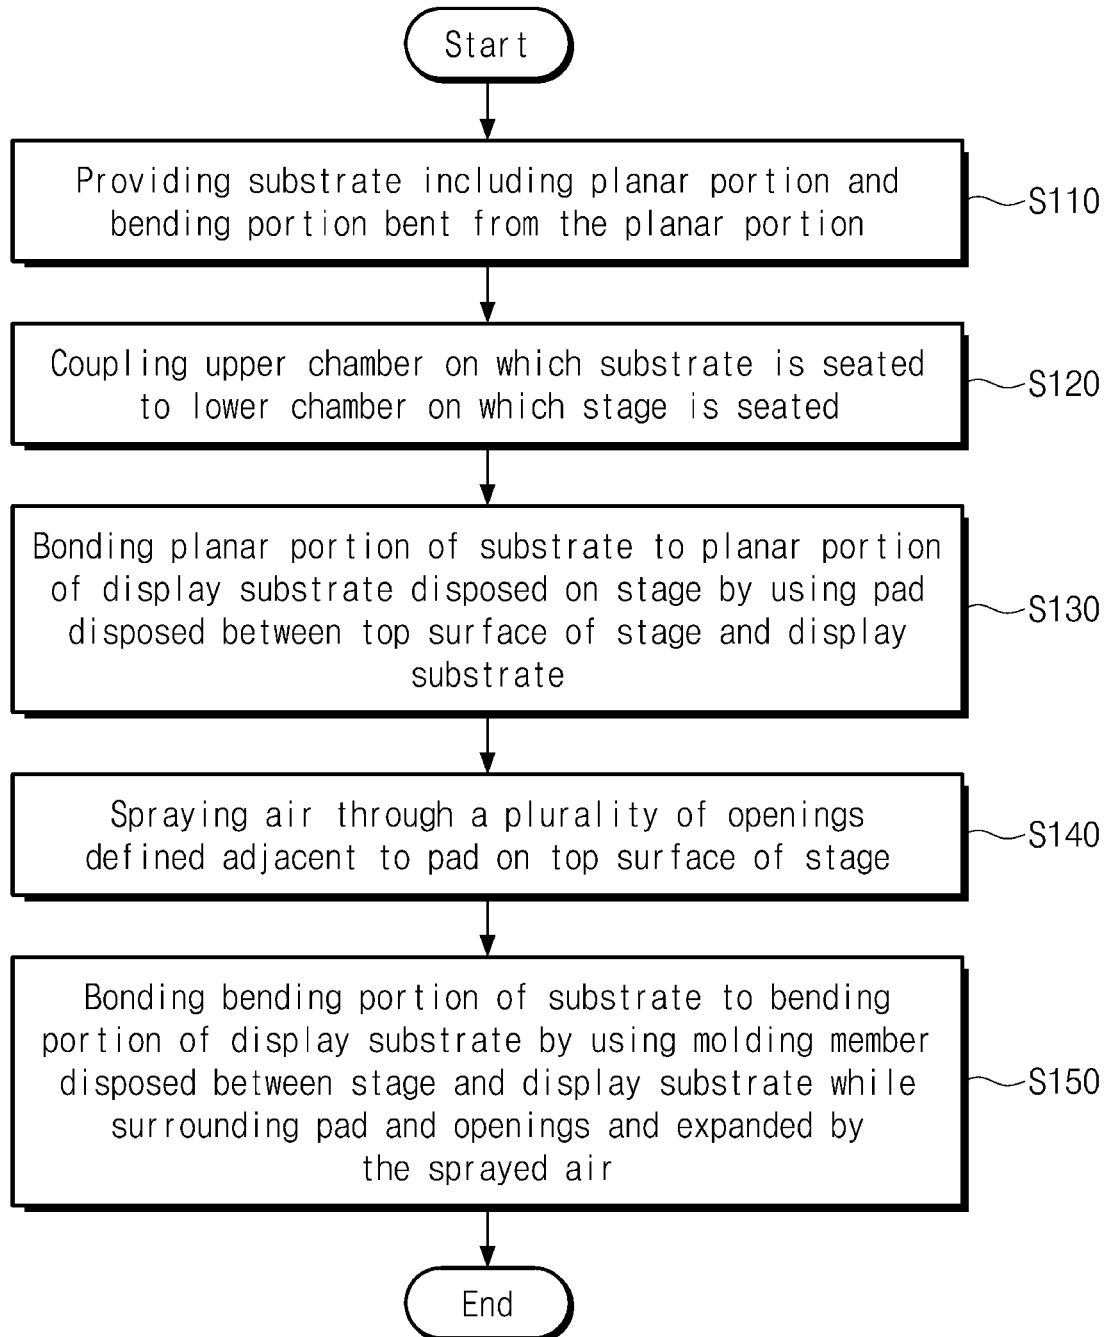 Start
Providing substrate including planar portion and
bending portion bent from the planar portion
S110
Coupling upper chamber on which substrate is seated
to lower chamber on which stage is seated
S120
Bonding planar portion of substrate to planar portion
of display substrate disposed on stage by using pad
disposed between top surface of stage and display
substrate
S130
Spraying air through a plurality of openings
defined adjacent to pad on top surface of stage
S140
Bonding bending portion of substrate to bending
portion of display substrate by using molding member
disposed between stage and display substrate while
surrounding pad and openings and expanded by
the sprayed air
S150
End